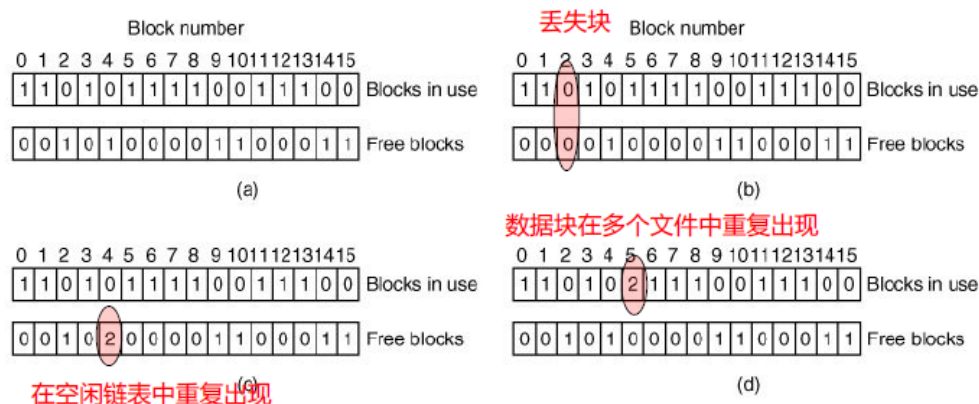 Block number
0 1 2 3 4 5 6 7 8 9 10 11 12 13 14 15
1 1 0 1 0 1 1 1 1 0 0 1 1 1 0 0 Blocks in use
0 0 1 0 1 0 0 0 0 1 1 0 0 0 1 1 Free blocks
(a)
丢失块 Block number
0 1 2 3 4 5 6 7 8 9 10 11 12 13 14 15
1 1 0 1 0 1 1 1 1 0 0 1 1 1 0 0 Blocks in use
0 0 0 0 1 0 0 0 0 1 1 0 0 0 1 1 Free blocks
(b)
0 1 2 3 4 5 6 7 8 9 10 11 12 13 14 15
1 1 0 1 0 1 1 1 1 0 0 1 1 1 0 0 Blocks in use
0 0 1 0 2 0 0 0 0 1 1 0 0 0 1 1 Free blocks
(c)
在空闲链表中重复出现
数据块在多个文件中重复出现
0 1 2 3 4 5 6 7 8 9 10 11 12 13 14 15
1 1 0 1 0 2 1 1 1 0 0 1 1 1 0 0 Blocks in use
0 0 1 0 1 0 0 0 0 1 1 0 0 0 1 1 Free blocks
(d)